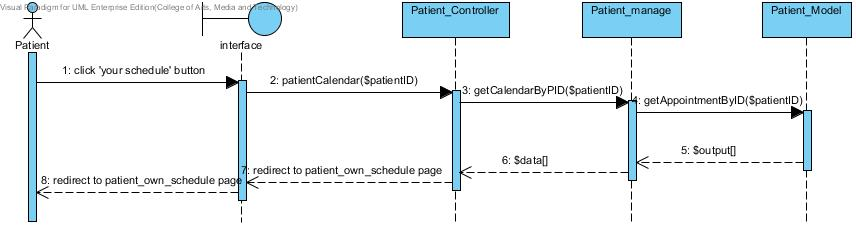 Visual Paradigm for UML Enterprise Edition(College of Arts, Media and Technology)
Patient_Controller
Patient_manage
Patient_Model
Patient
interface
1: click 'your schedule' button
2: patientCalendar($patientID)
3: getCalendarByPID($patientID)
4: getAppointmentByID($patientID)
5: $output[]
6: $data[]
7: redirect to patient_own_schedule page
8: redirect to patient_own_schedule page